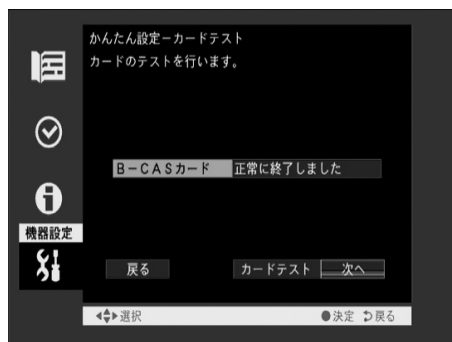 かんたん設定－カードテスト
カードのテストを行います。
B－CASカード 正常に終了しました
機器設定
戻る カードテスト 次へ
選択 ●決定 戻る